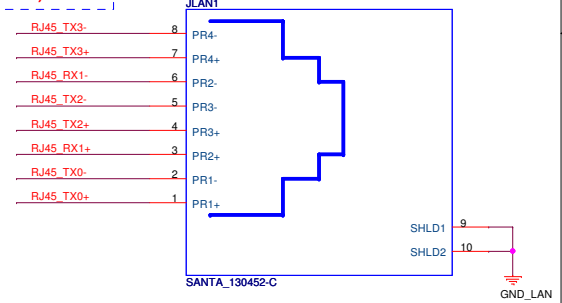 JLAN1
RJ45_TX3- 8 PR4-
RJ45_TX3+ 7 PR4+
RJ45_RX1- 6 PR2-
RJ45_TX2- 5 PR3-
RJ45_TX2+ 4 PR3+
RJ45_RX1+ 3 PR2+
RJ45_TX0- 2 PR1-
RJ45_TX0+ 1 PR1+
SHLD1 9
SHLD2 10
SANTA_130452-C
GND_LAN